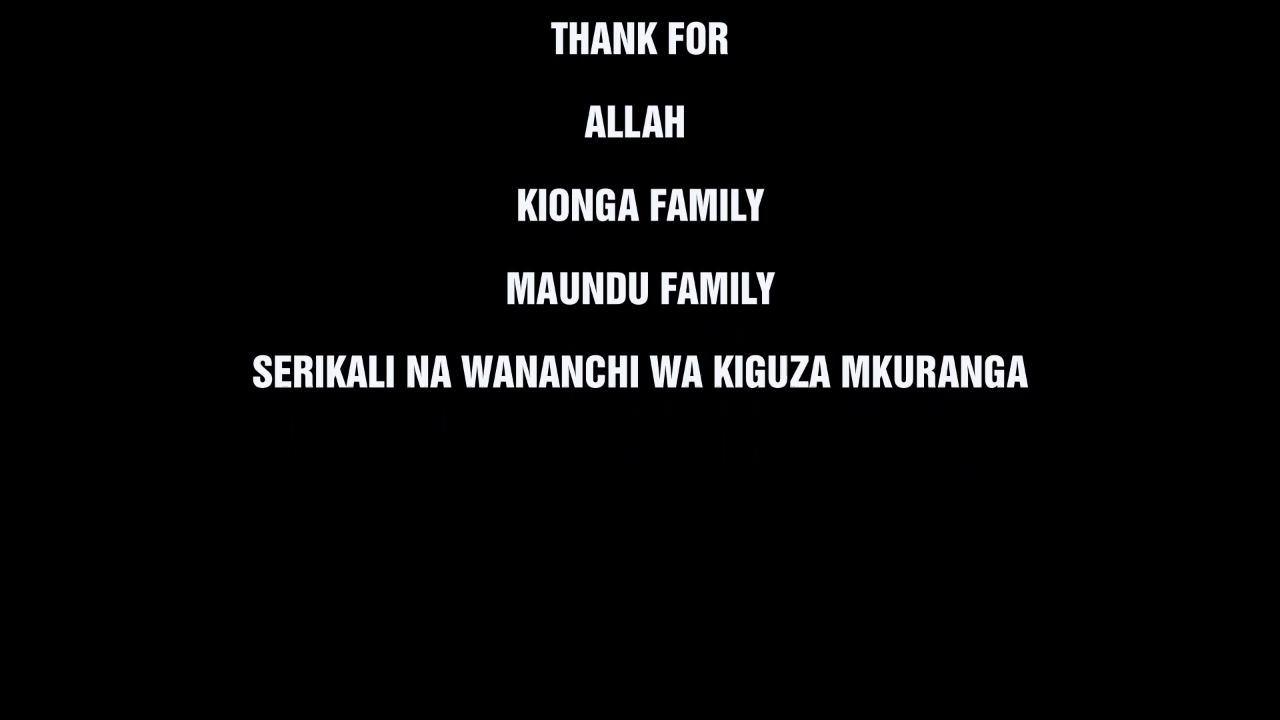 THANK FOR
ALLAH
KIONGA FAMILY
MAUNDU FAMILY
SERIKALI NA WANANCHI WA KIGUZA MKURANGA